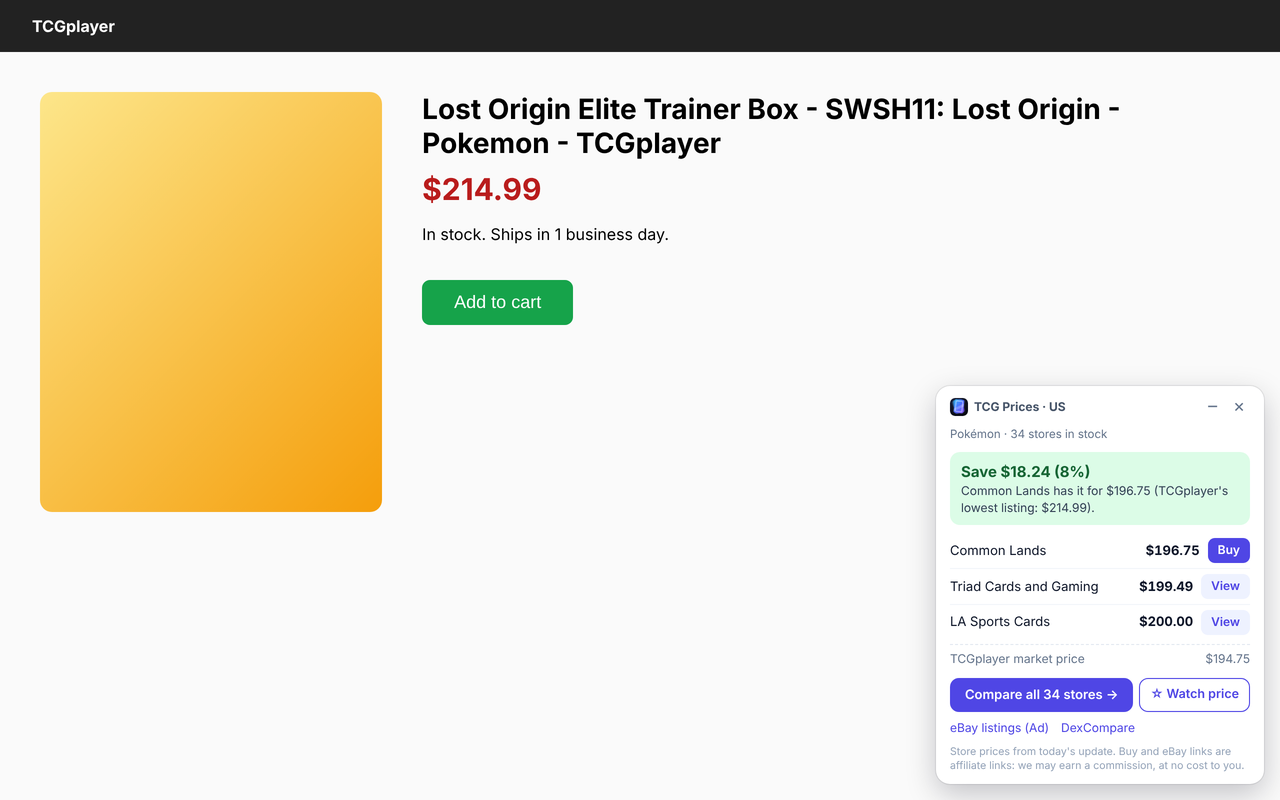 TCGplayer
Lost Origin Elite Trainer Box - SWSH11: Lost Origin -
Pokemon - TCGplayer
$214.99
In stock. Ships in 1 business day.
Add to cart
TCG Prices · US
Pokémon · 34 stores in stock
Save $18.24 (8%)
Common Lands has it for $196.75 (TCGplayer's
lowest listing: $214.99).
Common Lands $196.75 Buy
Triad Cards and Gaming $199.49 View
LA Sports Cards $200.00 View
TCGplayer market price $194.75
Compare all 34 stores → ☆ Watch price
eBay listings (Ad) DexCompare
Store prices from today's update. Buy and eBay links are
affiliate links: we may earn a commission, at no cost to you.